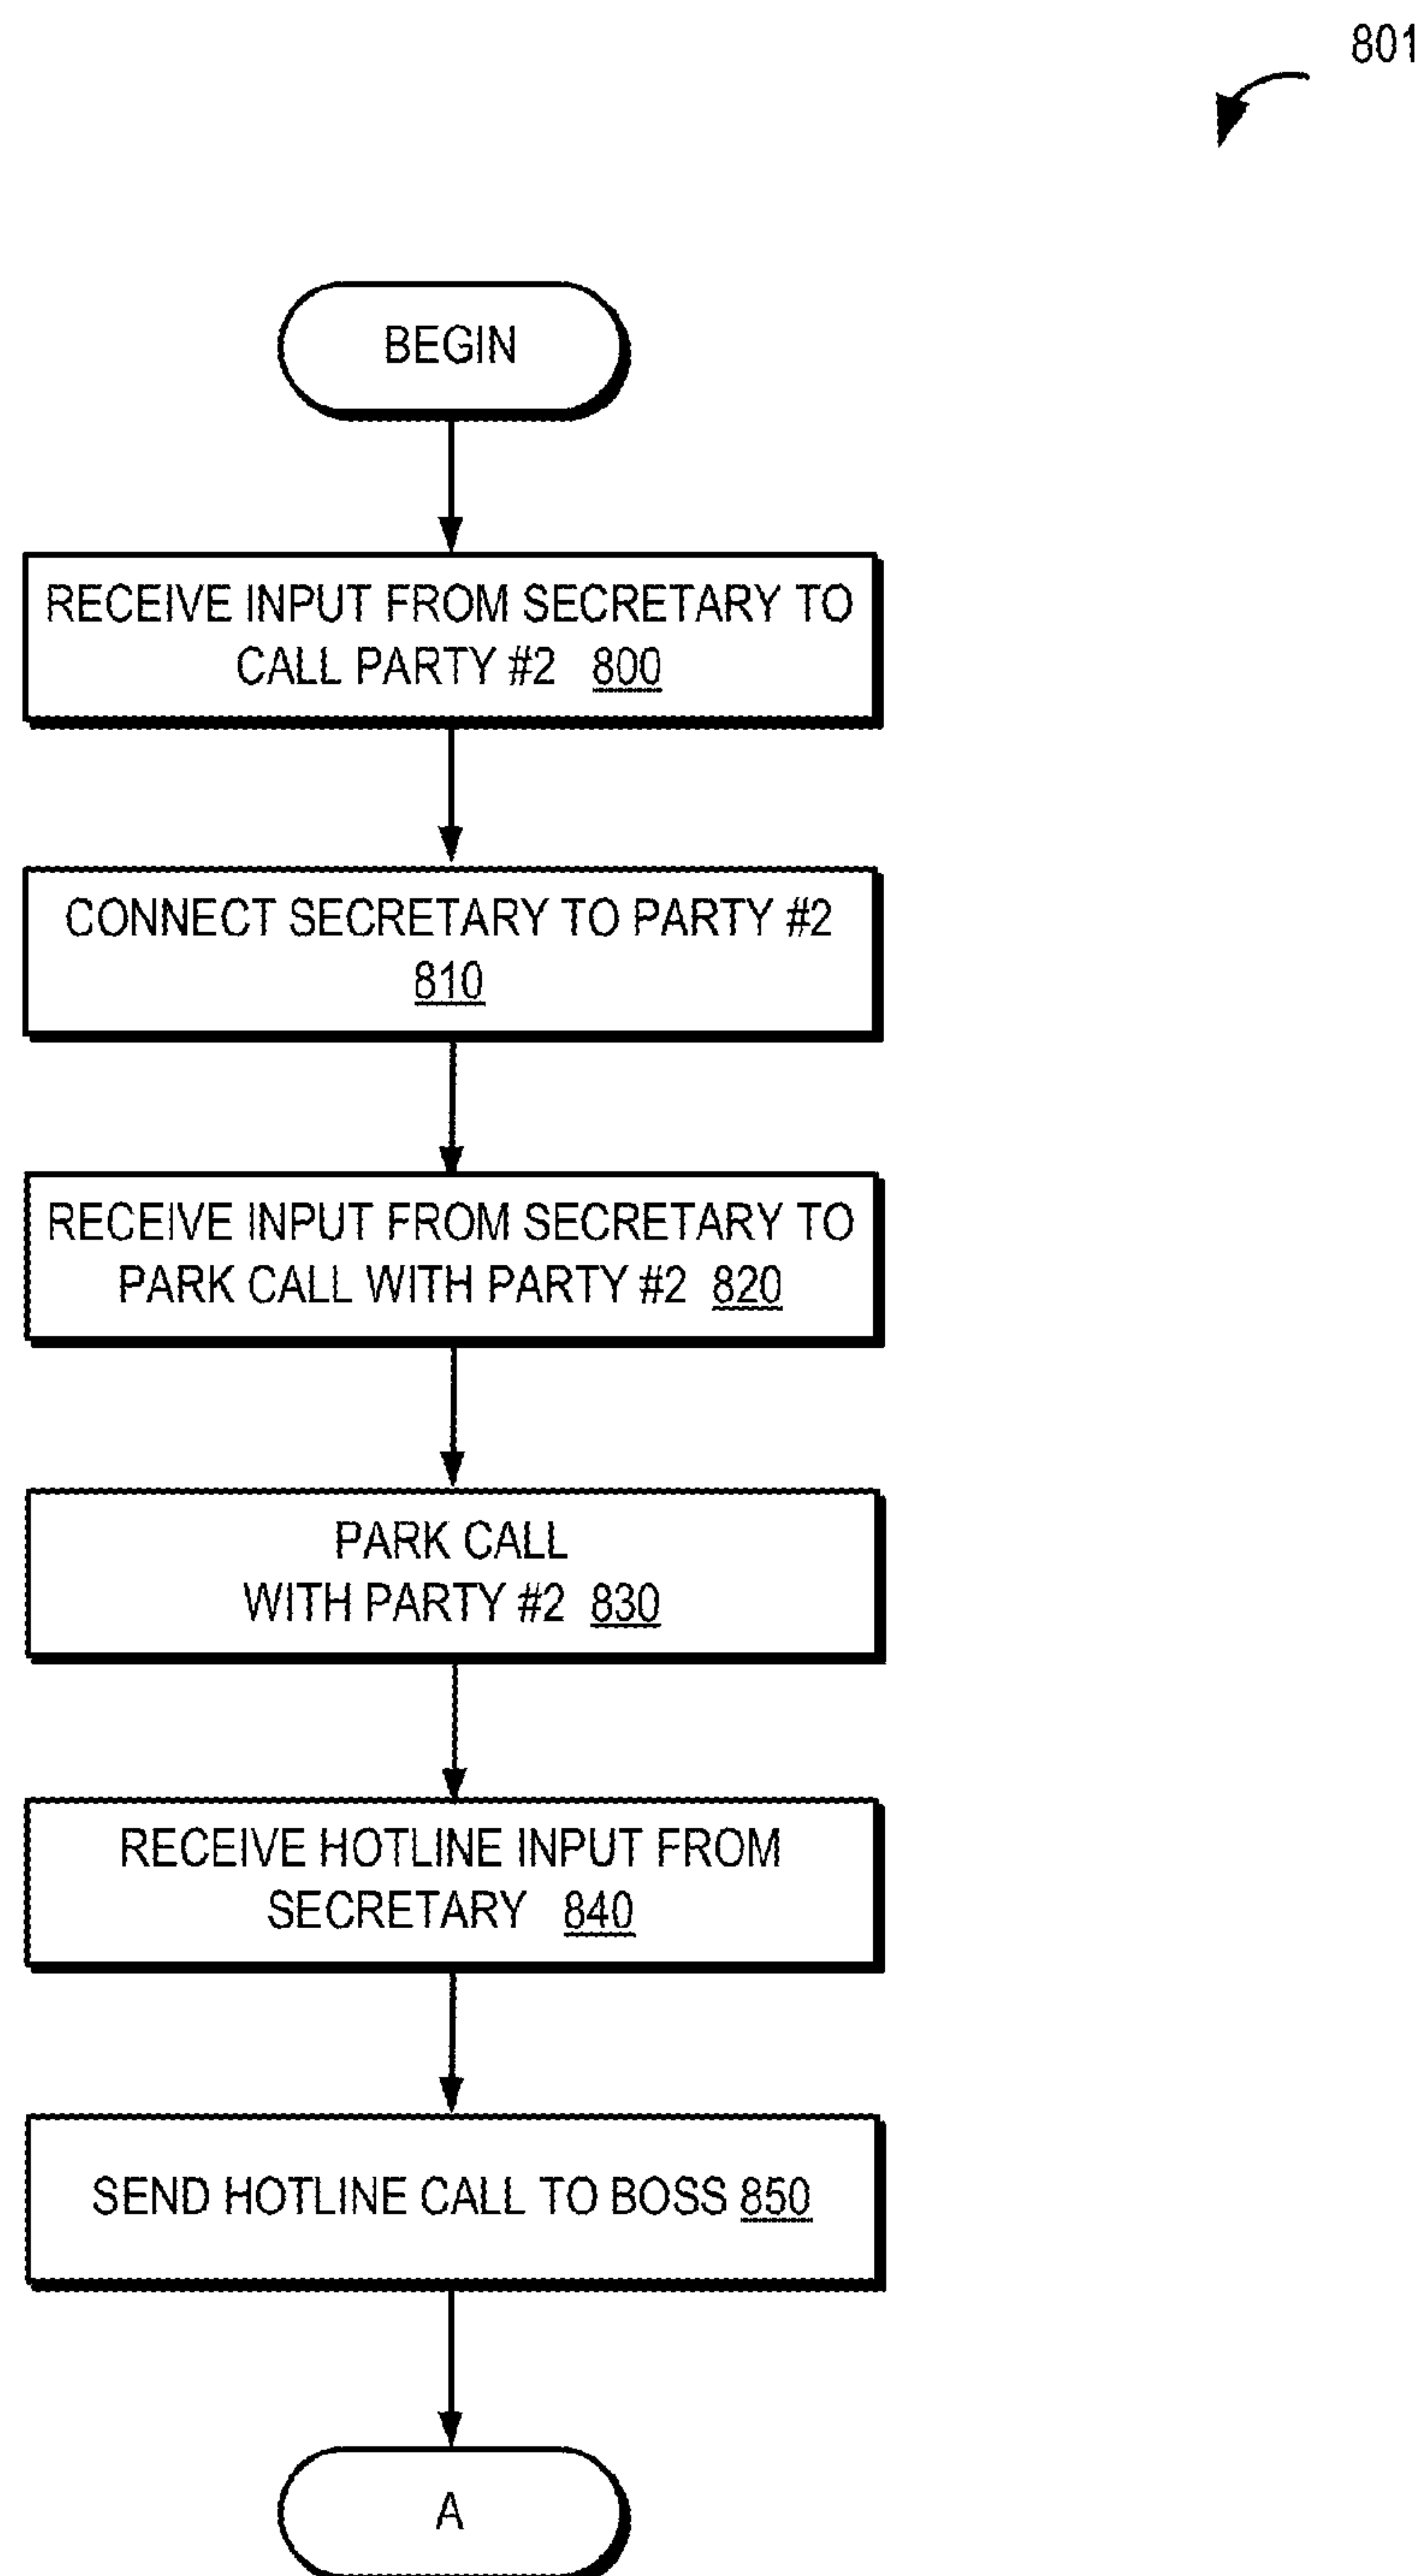 801
BEGIN
RECEIVE INPUT FROM SECRETARY TO
CALL PARTY #2 800
CONNECT SECRETARY TO PARTY #2
810
RECEIVE INPUT FROM SECRETARY TO
PARK CALL WITH PARTY #2 820
PARK CALL
WITH PARTY #2 830
RECEIVE HOTLINE INPUT FROM
SECRETARY 840
SEND HOTLINE CALL TO BOSS 850
A